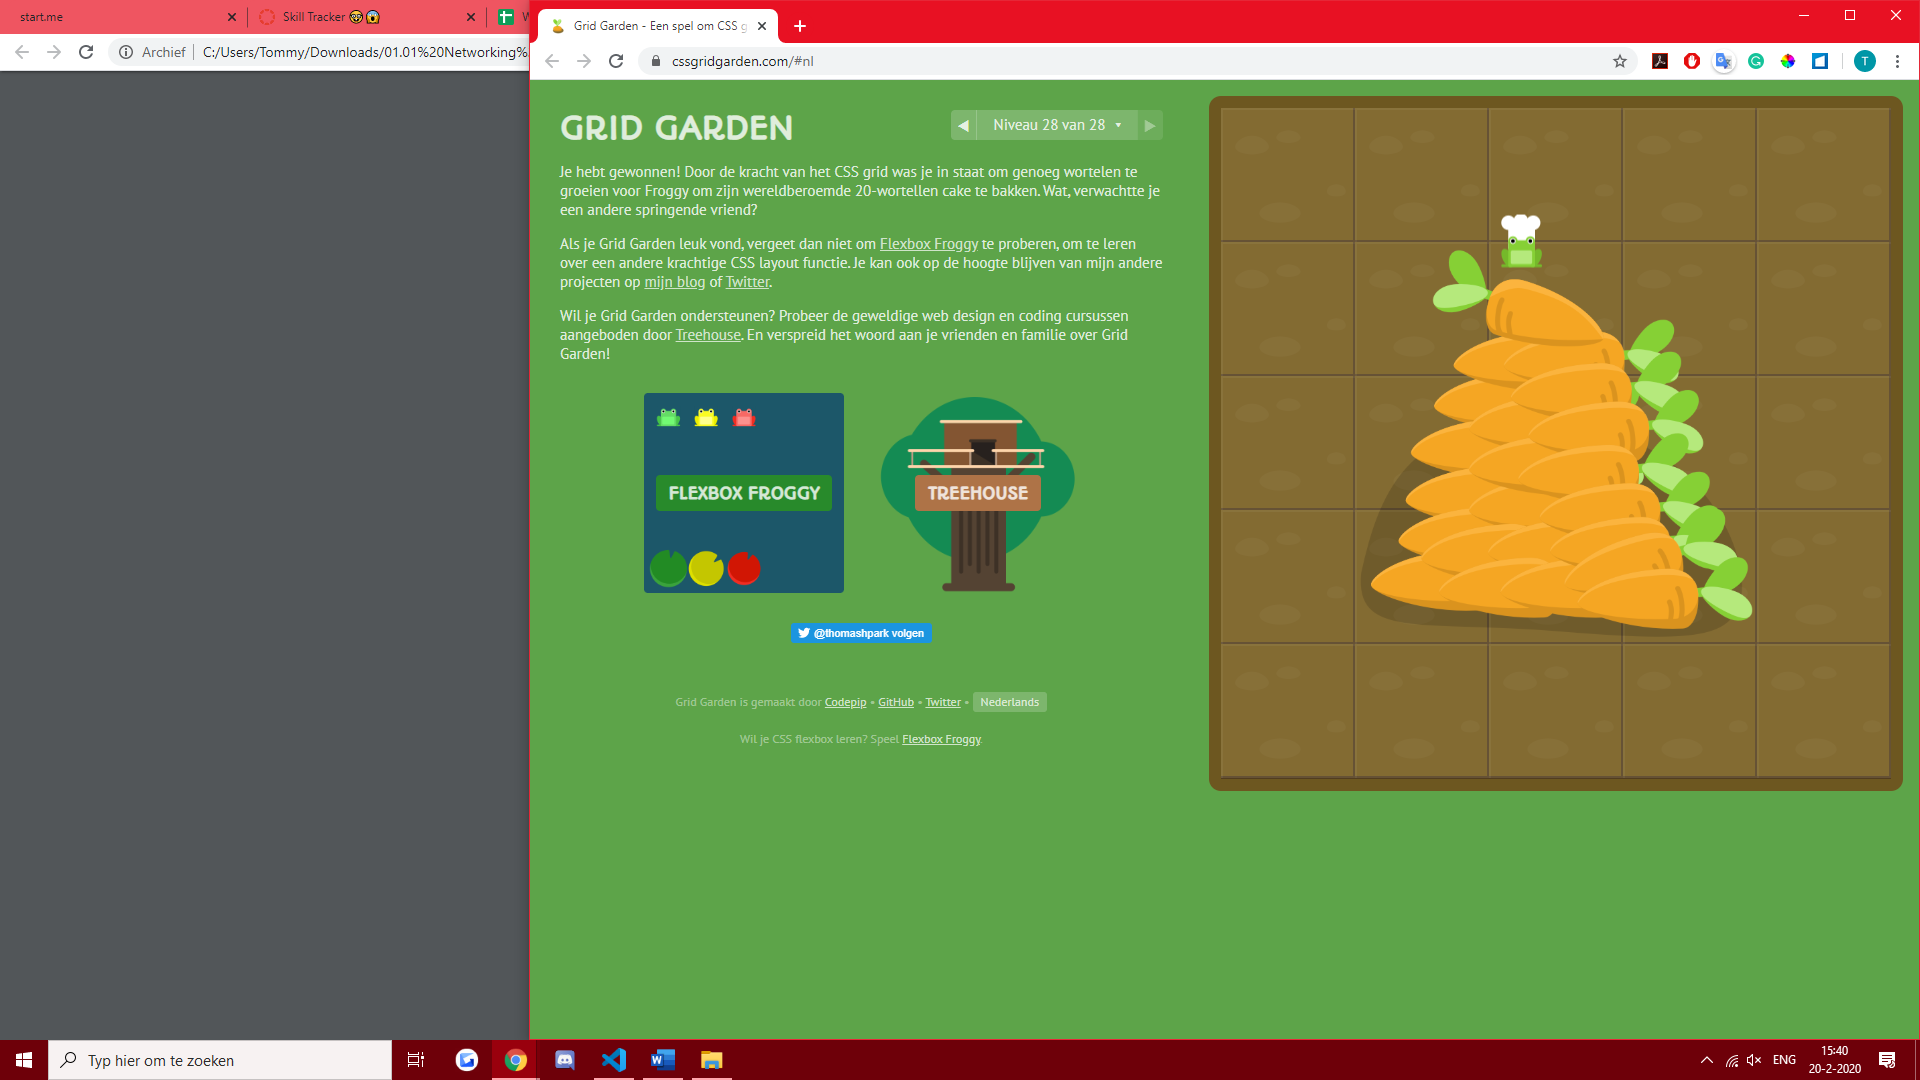 start.me
Skill Tracker 🤓😱
W
Grid Garden - Een spel om CSS g
Archief
C:/Users/Tommy/Downloads/01.01%20Networking%
cssgridgarden.com/#nl
T
GRID GARDEN
Niveau 28 van 28
Je hebt gewonnen! Door de kracht van het CSS grid was je in staat om genoeg wortelen te
groeien voor Froggy om zijn wereldberoemde 20-wortellen cake te bakken. Wat, verwachtte je
een andere springende vriend?
Als je Grid Garden leuk vond, vergeet dan niet om Flexbox Froggy te proberen, om te leren
over een andere krachtige CSS layout functie. Je kan ook op de hoogte blijven van mijn andere
projecten op mijn blog of Twitter.
Wil je Grid Garden ondersteunen? Probeer de geweldige web design en coding cursussen
aangeboden door Treehouse. En verspreid het woord aan je vrienden en familie over Grid
Garden!
FLEXBOX FROGGY
TREEHOUSE
@thomashpark volgen
Grid Garden is gemaakt door Codepip • GitHub • Twitter • Nederlands
Wil je CSS flexbox leren? Speel Flexbox Froggy.
Typ hier om te zoeken
ENG
15:40
20-2-2020